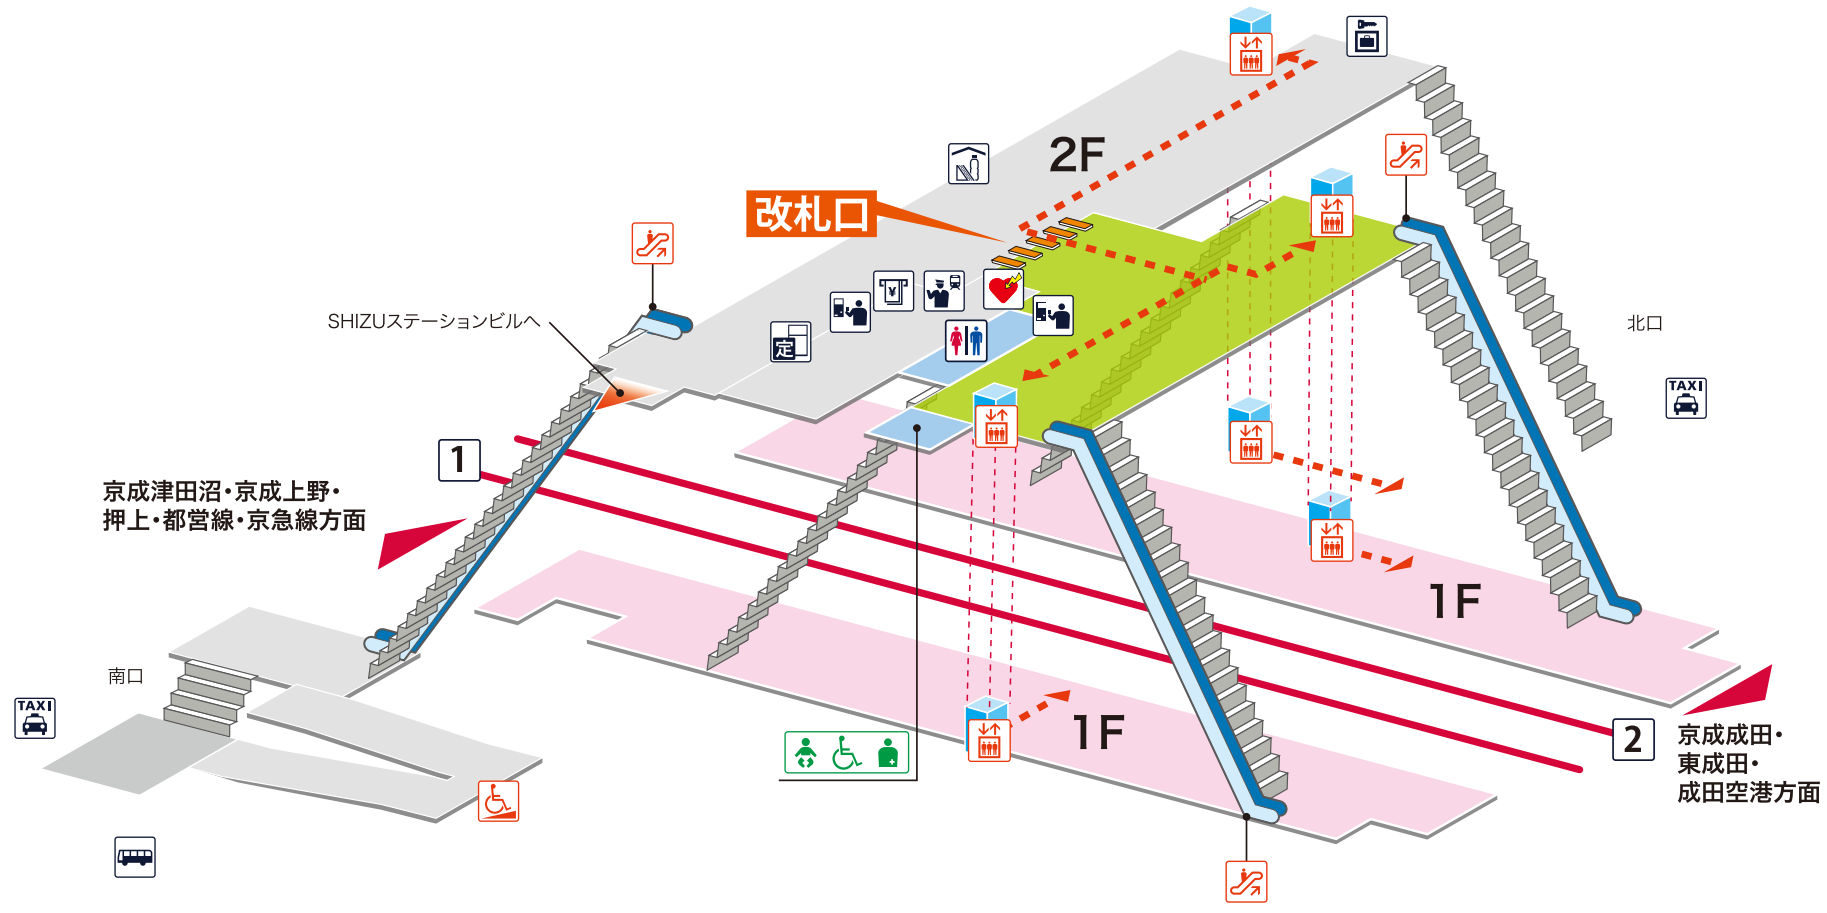 2F
改札口
SHIZUステーションビルへ
定
¥
北口
TAXI
1
京成津田沼・京成上野・
押上・都営線・京急線方面
1F
南口
TAXI
1F
2
京成成田・
東成田・
成田空港方面